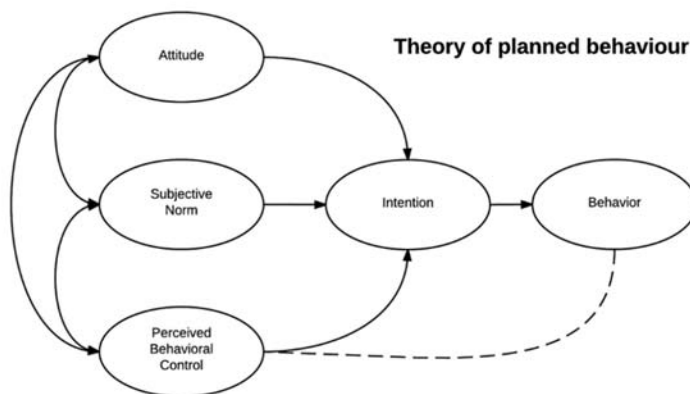 Theory of planned behaviour
Attitude
Subjective
Norm
Intention
Behavior
Perceived
Behavioral
Control